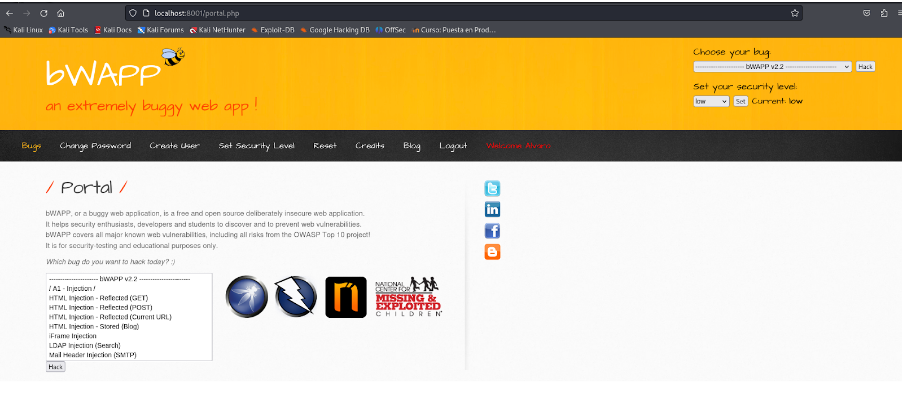 localhost:8001/portal.php
Kali Linux Kali Tools Kali Docs Kali Forums Kali NetHunter Exploit-DB Google Hacking DB OffSec Curso: Puesta en Prod...
bWAPP
an extremely buggy web app !
Choose your bug:
---------------------- bWAPP v2.2 ---------------------- Hack
Set your security level:
low Set Current: low
Bugs Change Password Create User Set Security Level Reset Credits Blog Logout Welcome
/ Portal /
bWAPP, or a buggy web application, is a free and open source deliberately insecure web application.
It helps security enthusiasts, developers and students to discover and to prevent web vulnerabilities.
bWAPP covers all major known web vulnerabilities, including all risks from the OWASP Top 10 project!
It is for security-testing and educational purposes only.
Which bug do you want to hack today? :)
---------------------- bWAPP v2.2 ----------------------
/ A1 - Injection /
HTML Injection - Reflected (GET)
HTML Injection - Reflected (POST)
HTML Injection - Reflected (Current URL)
HTML Injection - Stored (Blog)
iFrame Injection
LDAP Injection (Search)
Mail Header Injection (SMTP)
Hack
NATIONAL
CENTER FOR
MISSING &
EXPLOITED
CHILDREN